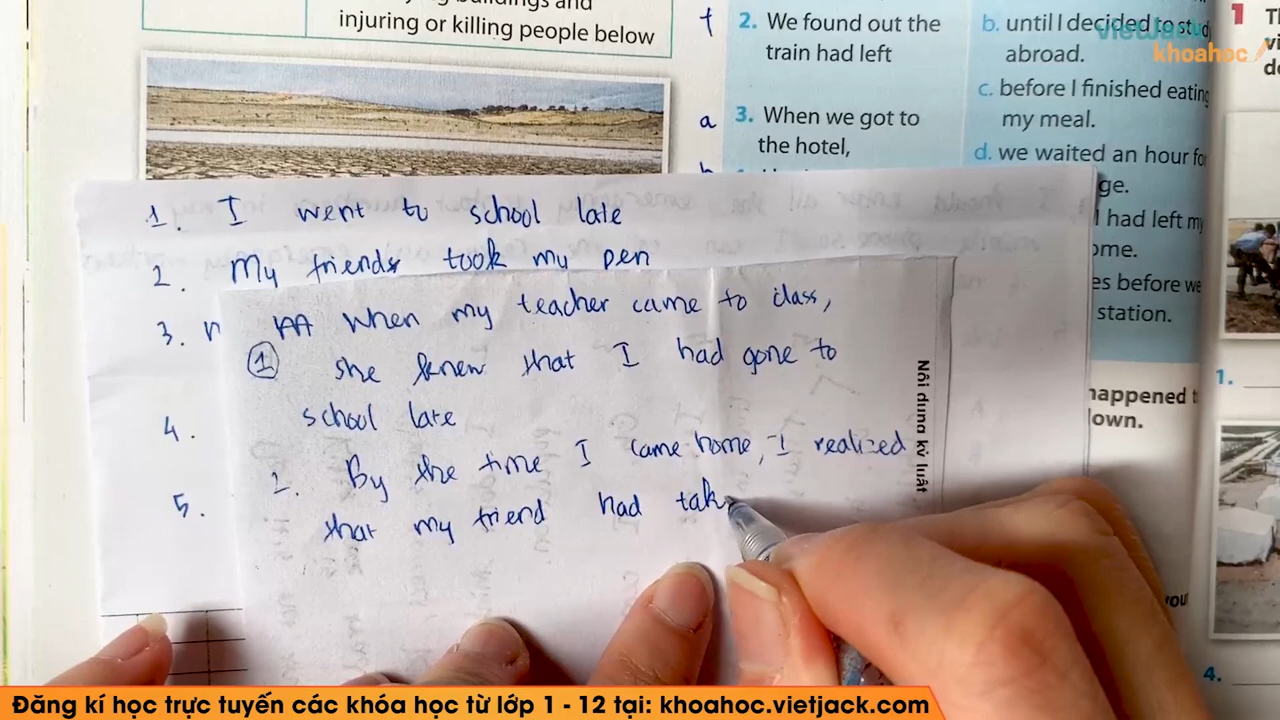 injuring or killing people below
t
2. We found out the
train had left
a
3. When we got to
the hotel,
b. until I decided to
abroad.
c. before I finished eating
my meal.
d. we waited an hour
ge.
I had left my
ome.
es before we
station.
vietjack
khoahoc
1
1. I went to school late
2. My friends took my pen
3.
4.
5.
When my teacher came to class,
1 she knew that I had gone to
school late
2. By the time I came home, I realized
that my friend had tak
Nội dung kỷ luật
happened
own.
1.
4.
Đăng kí học trực tuyến các khóa học từ lớp 1 - 12 tại: khoahoc.vietjack.com